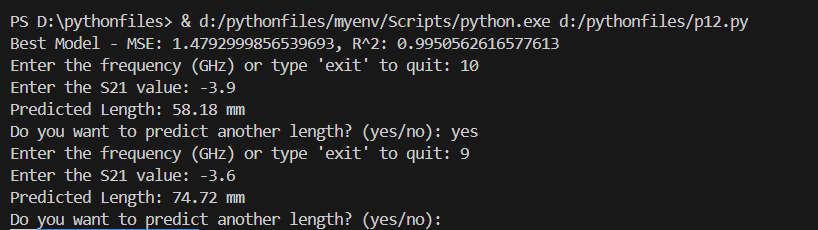 PS D:\pythonfiles> & d:/pythonfiles/myenv/Scripts/python.exe d:/pythonfiles/p12.py
Best Model - MSE: 1.4792999856539693, R^2: 0.9950562616577613
Enter the frequency (GHz) or type 'exit' to quit: 10
Enter the S21 value: -3.9
Predicted Length: 58.18 mm
Do you want to predict another length? (yes/no): yes
Enter the frequency (GHz) or type 'exit' to quit: 9
Enter the S21 value: -3.6
Predicted Length: 74.72 mm
Do you want to predict another length? (yes/no):